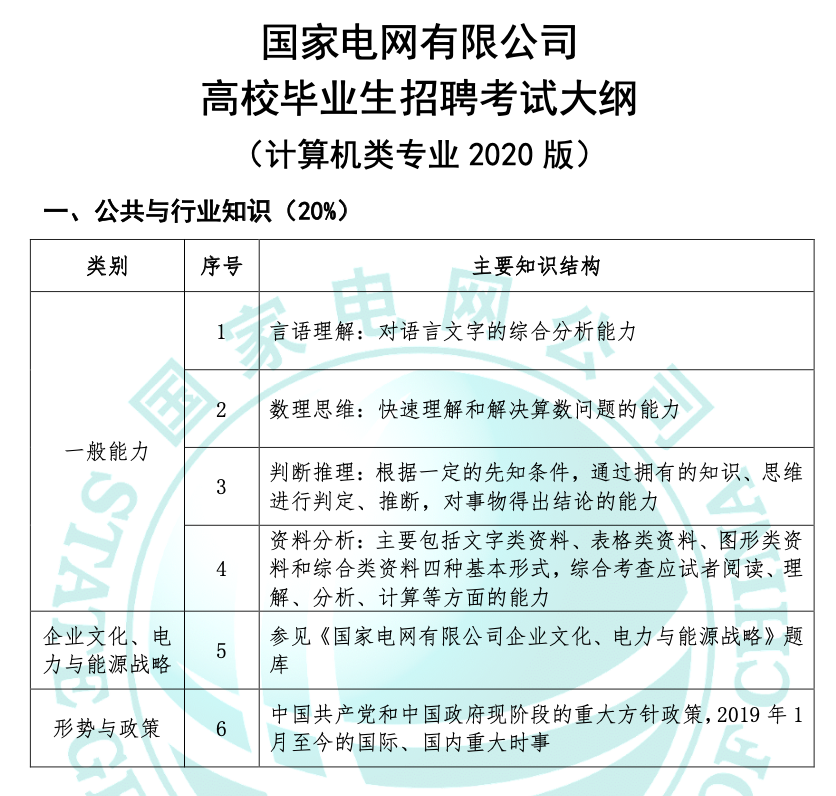 国家电网有限公司
高校毕业生招聘考试大纲
（计算机类专业 2020 版）
一、公共与行业知识（20%）
类别 序号 主要知识结构
一般能力
1 言语理解：对语言文字的综合分析能力
2 数理思维：快速理解和解决算数问题的能力
3 判断推理：根据一定的先知条件，通过拥有的知识、思维
进行判定、推断，对事物得出结论的能力
4 资料分析：主要包括文字类资料、表格类资料、图形类资
料和综合类资料四种基本形式，综合考查应试者阅读、理
解、分析、计算等方面的能力
企业文化、电
力与能源战略
5 参见《国家电网有限公司企业文化、电力与能源战略》题
库
形势与政策
6 中国共产党和中国政府现阶段的重大方针政策，2019 年 1
月至今的国际、国内重大时事
国家电网公司
STATE G
OF CHINA